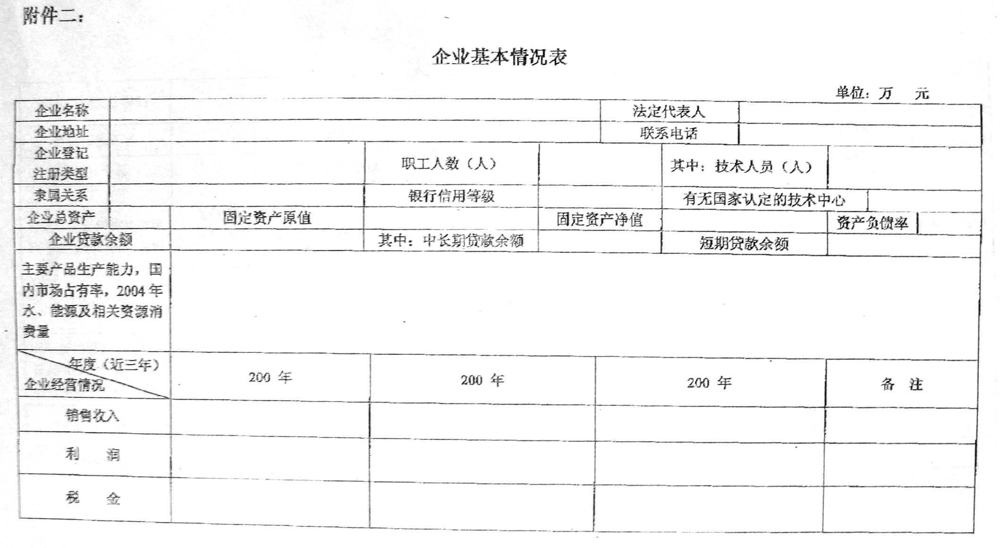 附件二：
企业基本情况表
单位：万 元
企业名称 法定代表人
企业地址 联系电话
企业登记
注册类型 职工人数（人） 其中：技术人员（人）
隶属关系 银行信用等级 有无国家认定的技术中心
企业总资产 固定资产原值 固定资产净值 资产负债率
企业贷款余额 其中：中长期贷款余额 短期贷款余额
主要产品生产能力，国
内市场占有率，2004年
水、能源及相关资源消
费量
年度（近三年）
企业经营情况 200 年 200 年 200 年 备 注
销售收入
利 润
税 金